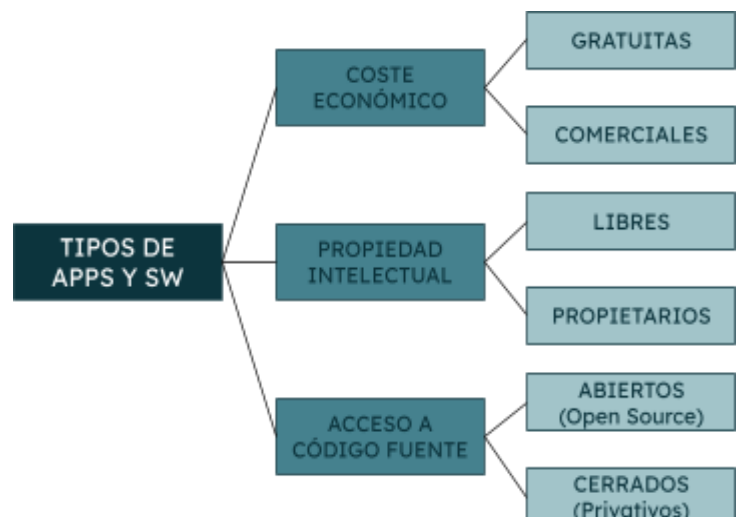 TIPOS DE
APPS Y SW
COSTE
ECONÓMICO
GRATUITAS
COMERCIALES
PROPIEDAD
INTELECTUAL
LIBRES
PROPIETARIOS
ACCESO A
CÓDIGO FUENTE
ABIERTOS
(Open Source)
CERRADOS
(Privativos)